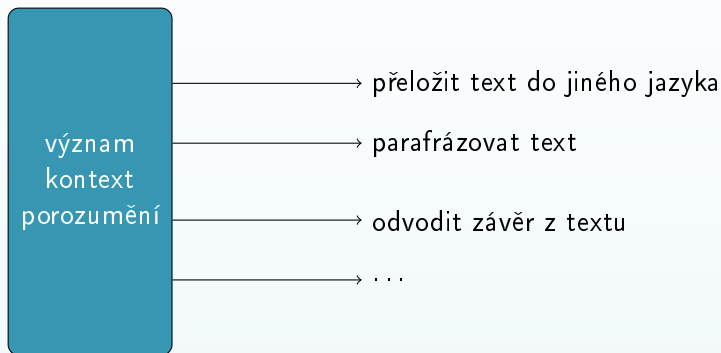 význam
kontext
porozumění
přeložit text do jiného jazyka
parafrázovat text
odvodit závěr z textu
...